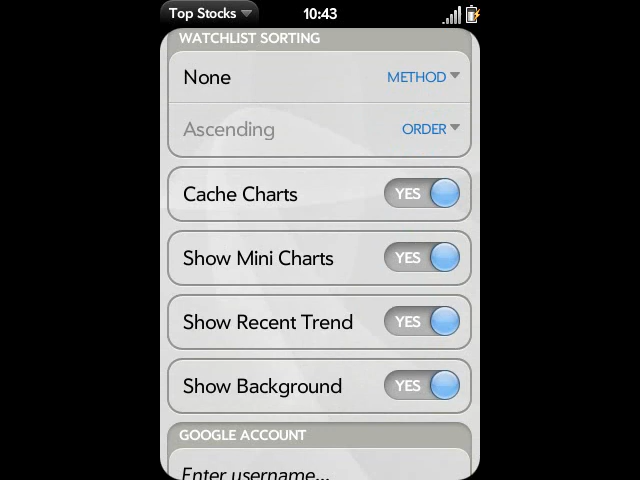 Top Stocks
10:43
WATCHLIST SORTING
None METHOD
Ascending ORDER
Cache Charts YES
Show Mini Charts YES
Show Recent Trend YES
Show Background YES
GOOGLE ACCOUNT
Enter username...